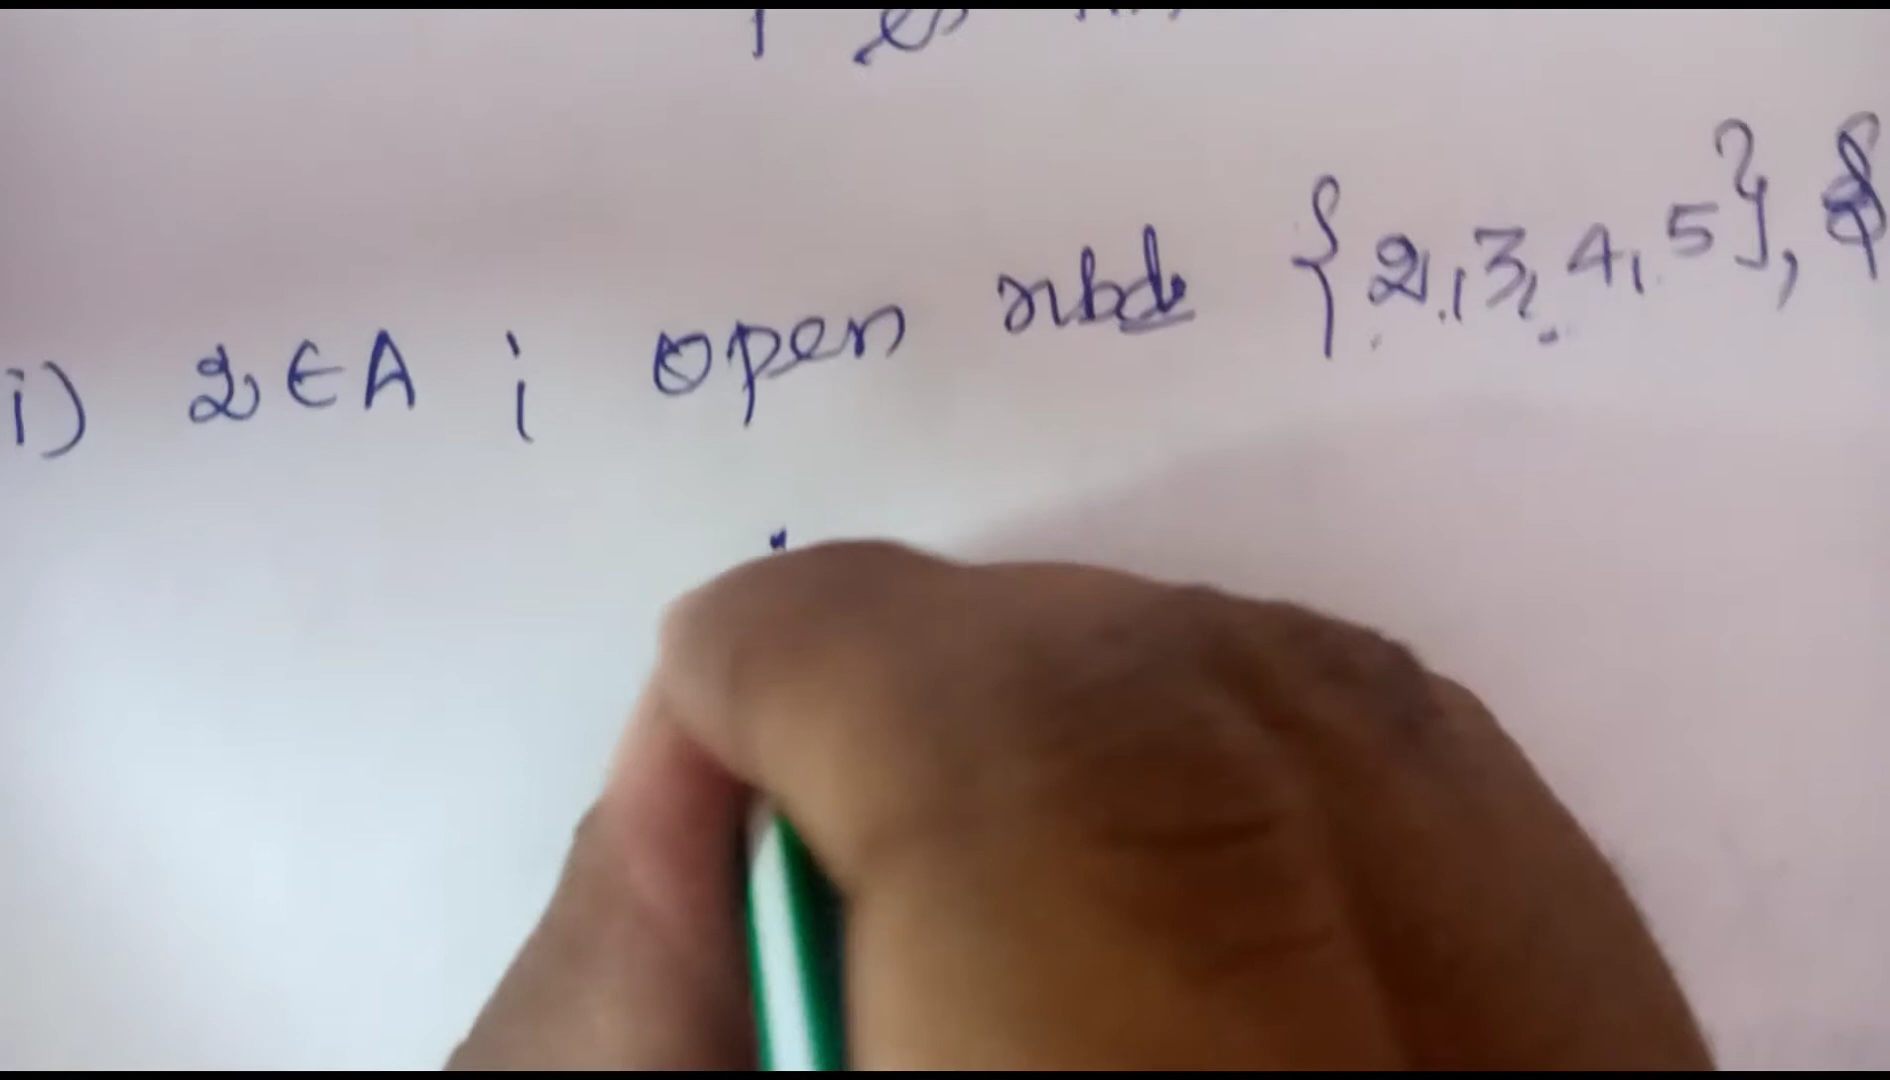 i) 2 ∈ A ; open nbd {2, 3, 4, 5},